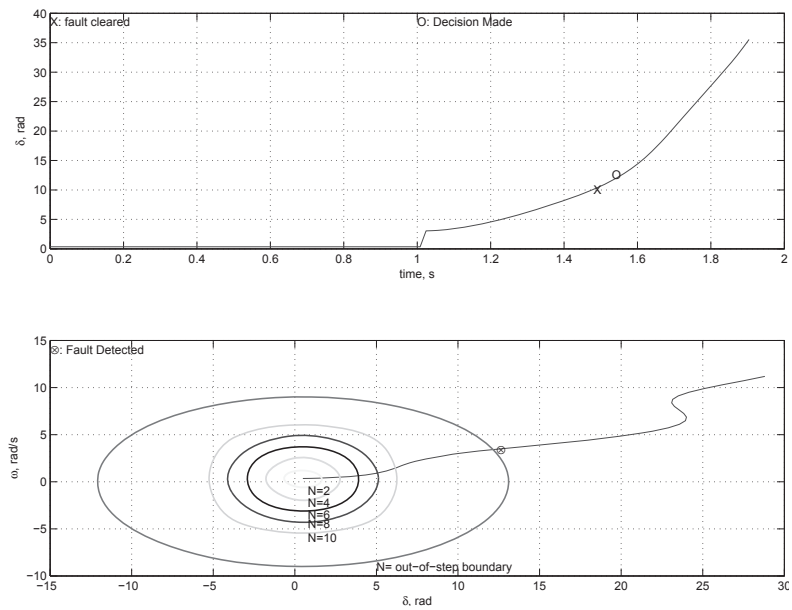 X: fault cleared
O: Decision Made
40
35
30
25
20
15
10
5
0
δ, rad
X
O
0 0.2 0.4 0.6 0.8 1 1.2 1.4 1.6 1.8 2
time, s
15
10
5
0
−5
−10
ω, rad/s
⊗: Fault Detected
⊗
N=2
N=4
N=6
N=8
N=10
N= out−of−step boundary
−15 −10 −5 0 5 10 15 20 25 30
δ, rad